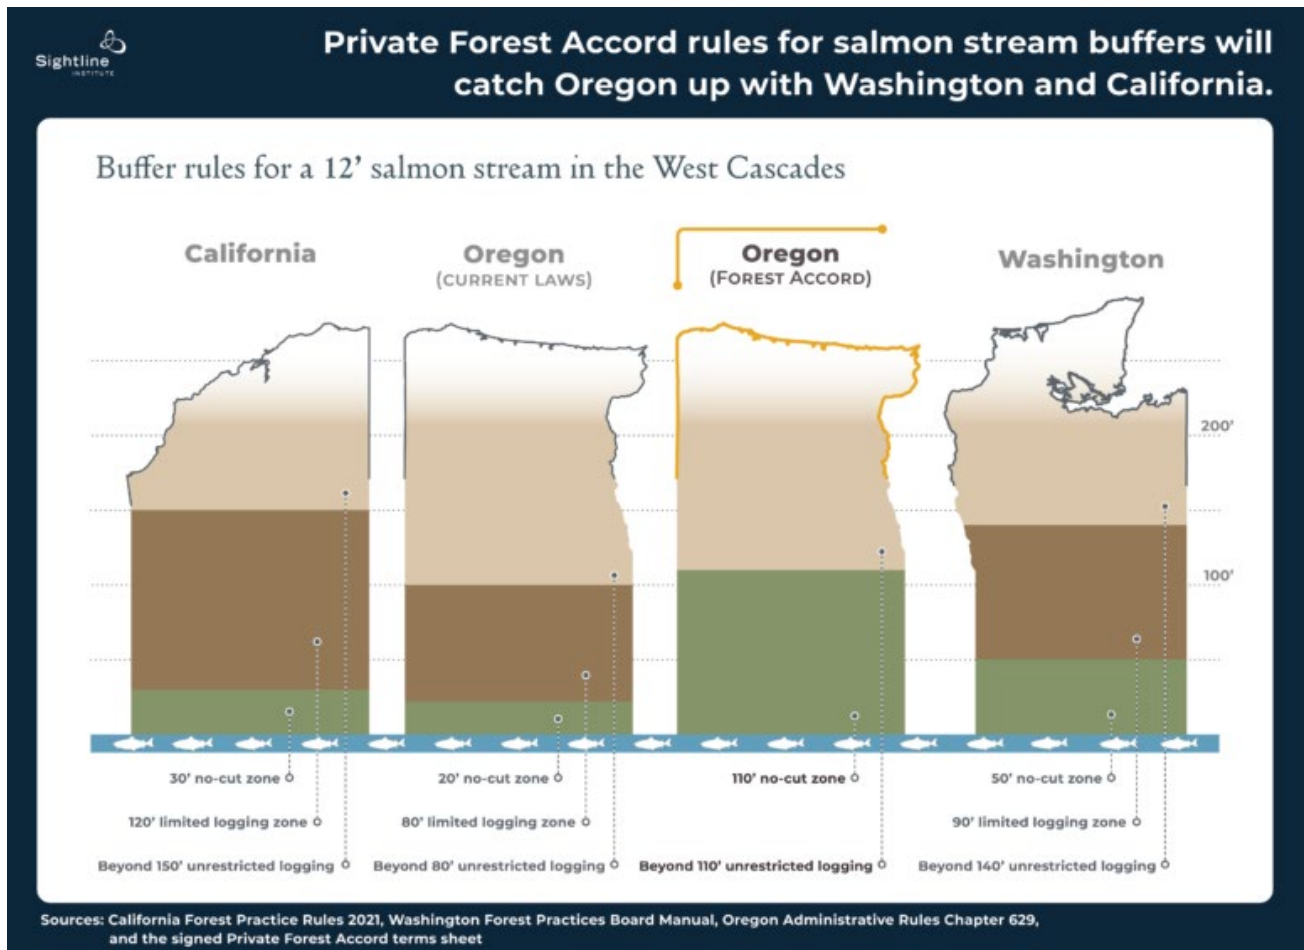 Sightline
INSTITUTE
Private Forest Accord rules for salmon stream buffers will
catch Oregon up with Washington and California.
Buffer rules for a 12’ salmon stream in the West Cascades
California
Oregon
(CURRENT LAWS)
Oregon
(FOREST ACCORD)
Washington
200’
100’
30’ no-cut zone
20’ no-cut zone
110’ no-cut zone
50’ no-cut zone
120’ limited logging zone
80’ limited logging zone
90’ limited logging zone
Beyond 150’ unrestricted logging
Beyond 80’ unrestricted logging
Beyond 110’ unrestricted logging
Beyond 140’ unrestricted logging
Sources: California Forest Practice Rules 2021, Washington Forest Practices Board Manual, Oregon Administrative Rules Chapter 629,
and the signed Private Forest Accord terms sheet